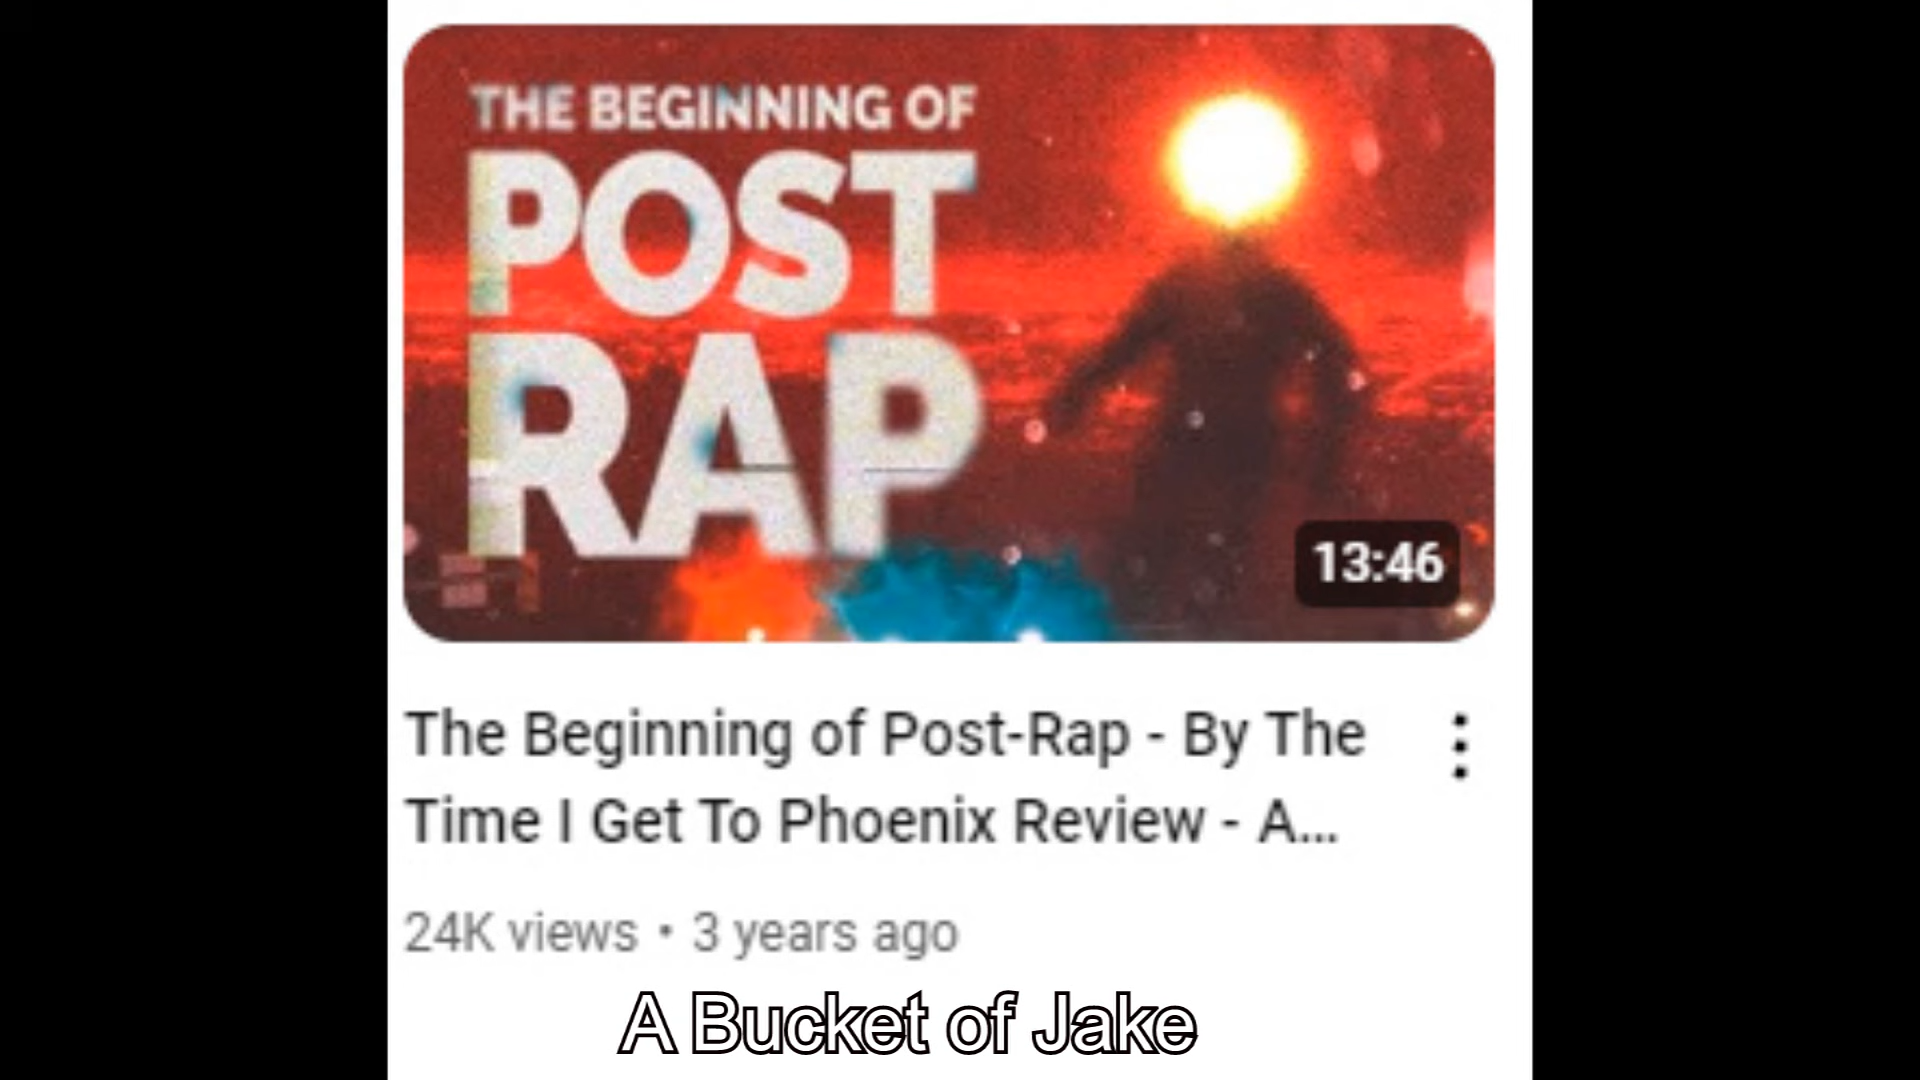 THE BEGINNING OF
POST
RAP
13:46
The Beginning of Post-Rap - By The
Time I Get To Phoenix Review - A...
24K views • 3 years ago
A Bucket of Jake